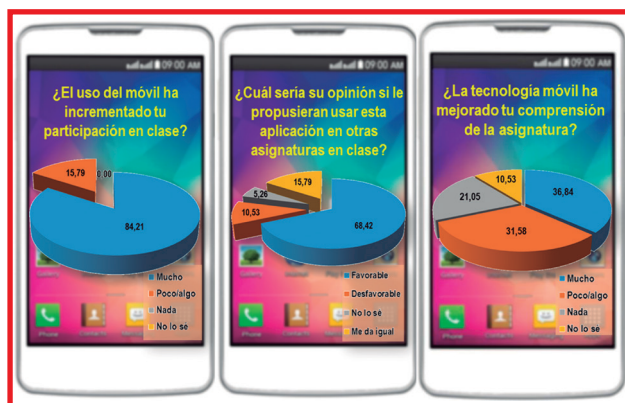 09:00 AM
¿El uso del móvil ha
incrementado tu
participación en clase?
15,79
0,00
84,21
Mucho
Poco/algo
Nada
No lo sé
Phone
09:00 AM
¿Cuál sería su opinión si le
propusieran usar esta
aplicación en otras
asignaturas en clase?
15,79
5,26
10,53
68,42
Favorable
Desfavorable
No lo sé
Me da igual
Phone
09:00 AM
¿La tecnología móvil ha
mejorado tu comprensión
de la asignatura?
10,53
21,05
36,84
31,58
Mucho
Poco/algo
Nada
No lo sé
Phone